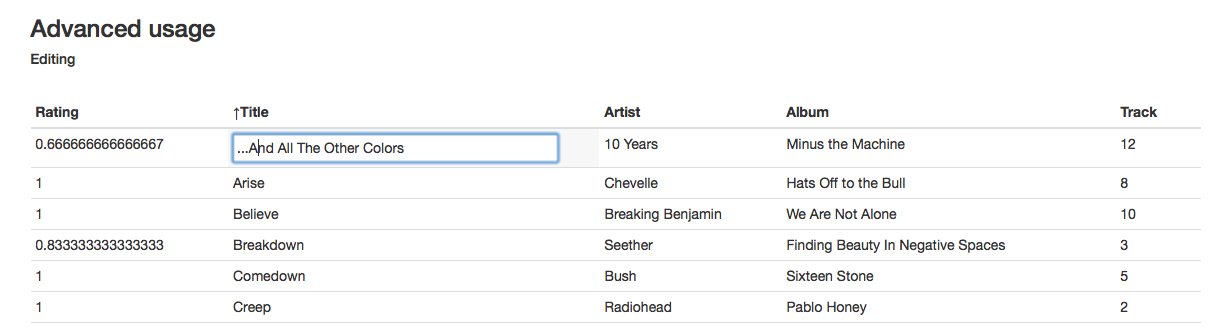 Advanced usage
Editing
Rating ↑Title Artist Album Track
0.666666666666667 ...And All The Other Colors 10 Years Minus the Machine 12
1 Arise Chevelle Hats Off to the Bull 8
1 Believe Breaking Benjamin We Are Not Alone 10
0.833333333333333 Breakdown Seether Finding Beauty In Negative Spaces 3
1 Comedown Bush Sixteen Stone 5
1 Creep Radiohead Pablo Honey 2